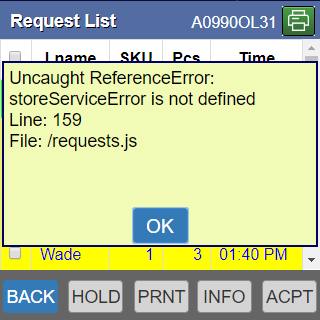 Request List A0990OL31
Lname SKU Pcs Time
Uncaught ReferenceError:
storeServiceError is not defined
Line: 159
File: /requests.js
OK
Wade 1 3 01:40 PM
BACK HOLD PRNT INFO ACPT